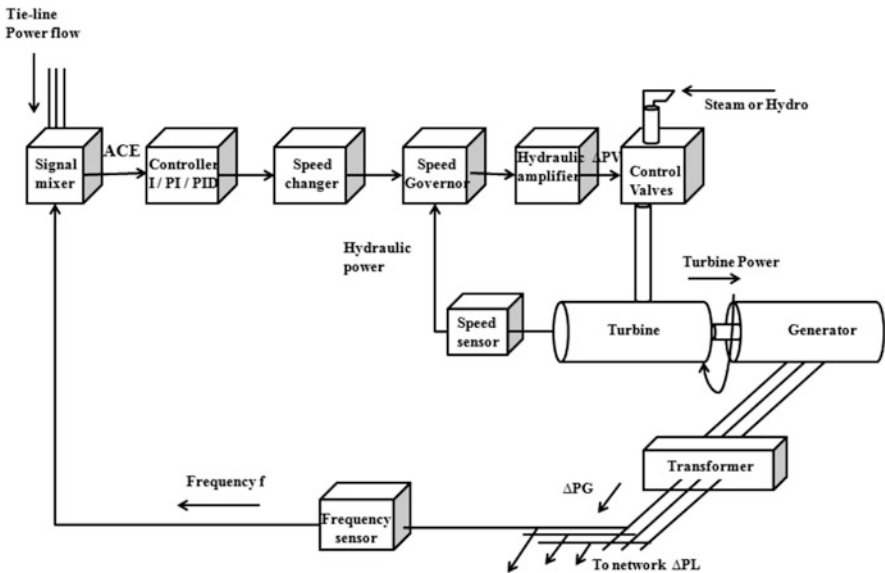 Tie-line
Power flow
Steam or Hydro
Signal
mixer
ACE
Controller
I / PI / PID
Speed
changer
Speed
Governor
Hydraulic
amplifier
ΔPV
Control
Valves
Hydraulic
power
Turbine Power
Speed
sensor
Turbine
Generator
Transformer
ΔPG
Frequency f
Frequency
sensor
To network ΔPL